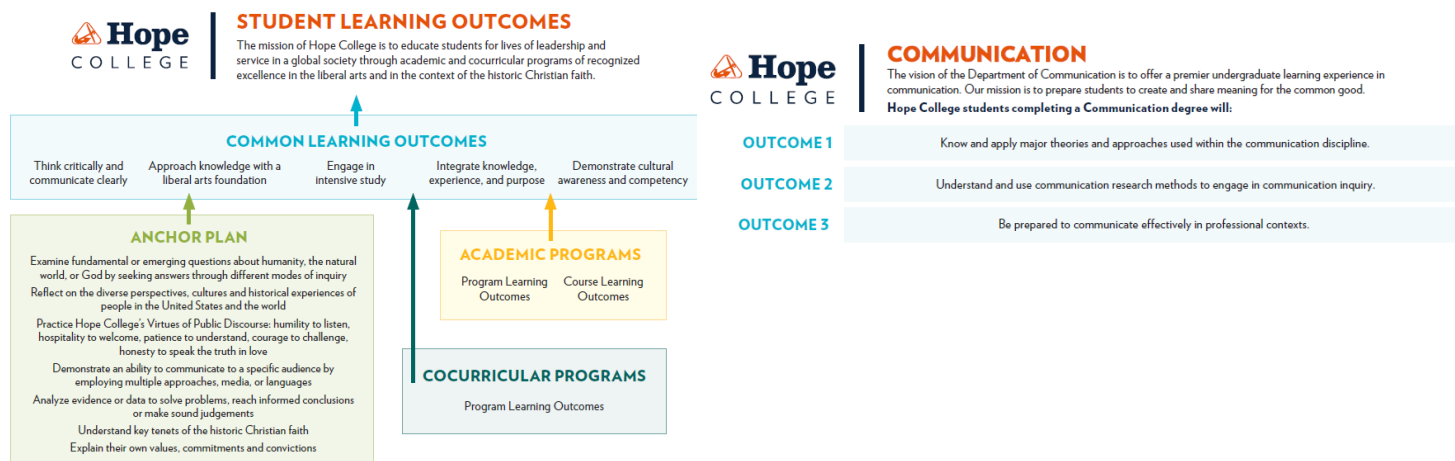 Hope
COLLEGE
STUDENT LEARNING OUTCOMES
The mission of Hope College is to educate students for lives of leadership and
service in a global society through academic and cocurricular programs of recognized
excellence in the liberal arts and in the context of the historic Christian faith.
COMMON LEARNING OUTCOMES
Think critically and
communicate clearly
Approach knowledge with a
liberal arts foundation
Engage in
intensive study
Integrate knowledge,
experience, and purpose
Demonstrate cultural
awareness and competency
ANCHOR PLAN
Examine fundamental or emerging questions about humanity, the natural
world, or God by seeking answers through different modes of inquiry
Reflect on the diverse perspectives, cultures and historical experiences of
people in the United States and the world
Practice Hope College's Virtues of Public Discourse: humility to listen,
hospitality to welcome, patience to understand, courage to challenge,
honesty to speak the truth in love
Demonstrate an ability to communicate to a specific audience by
employing multiple approaches, media, or languages
Analyze evidence or data to solve problems, reach informed conclusions
or make sound judgements
Understand key tenets of the historic Christian faith
Explain their own values, commitments and convictions
ACADEMIC PROGRAMS
Program Learning
Outcomes
Course Learning
Outcomes
COCURRICULAR PROGRAMS
Program Learning Outcomes
Hope
COLLEGE
COMMUNICATION
The vision of the Department of Communication is to offer a premier undergraduate learning experience in
communication. Our mission is to prepare students to create and share meaning for the common good.
Hope College students completing a Communication degree will:
OUTCOME 1
Know and apply major theories and approaches used within the communication discipline.
OUTCOME 2
Understand and use communication research methods to engage in communication inquiry.
OUTCOME 3
Be prepared to communicate effectively in professional contexts.